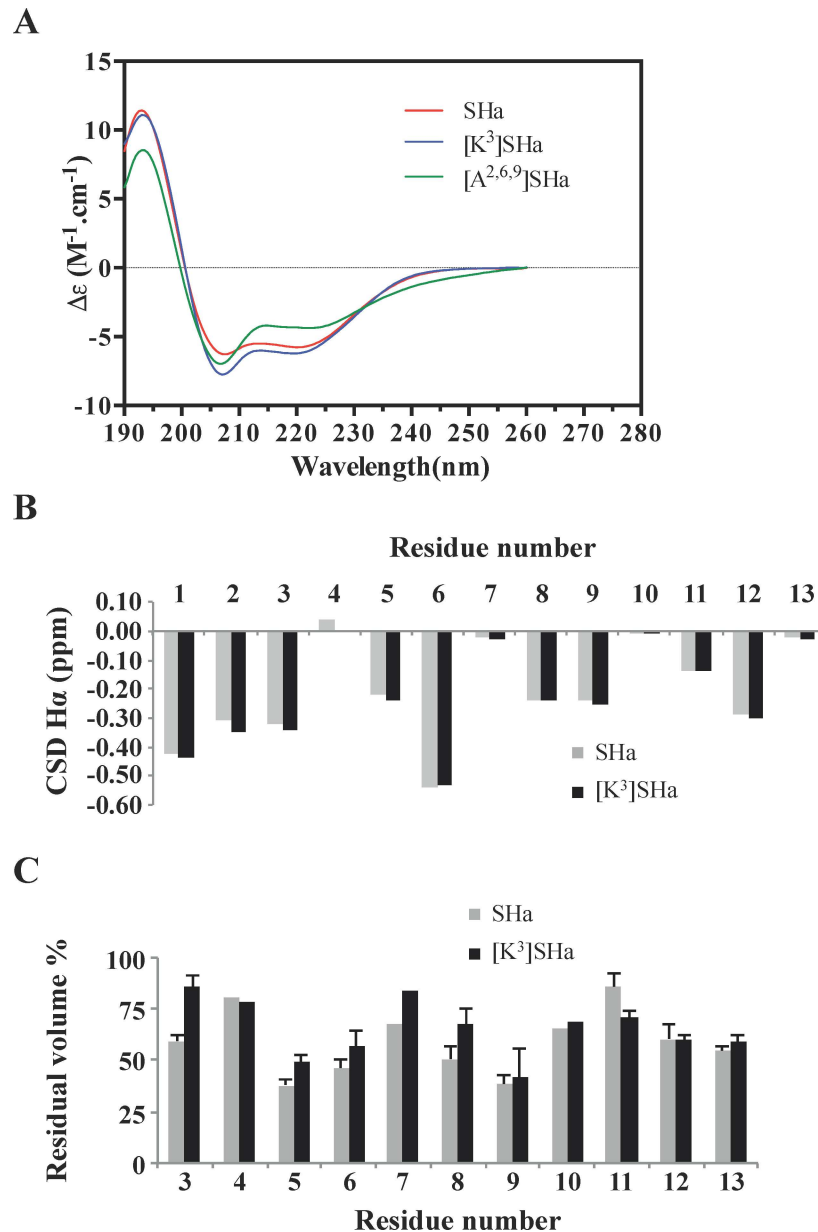 A
Δε (M-1.cm-1)
15
10
5
0
-5
-10
SHa
[K3]SHa
[A2,6,9]SHa
190 200 210 220 230 240 250 260 270 280
Wavelength(nm)
B
Residue number
1 2 3 4 5 6 7 8 9 10 11 12 13
CSD Hα (ppm)
0.10
0.00
-0.10
-0.20
-0.30
-0.40
-0.50
-0.60
SHa
[K3]SHa
C
Residual volume %
SHa
[K3]SHa
100
75
50
25
0
3 4 5 6 7 8 9 10 11 12 13
Residue number